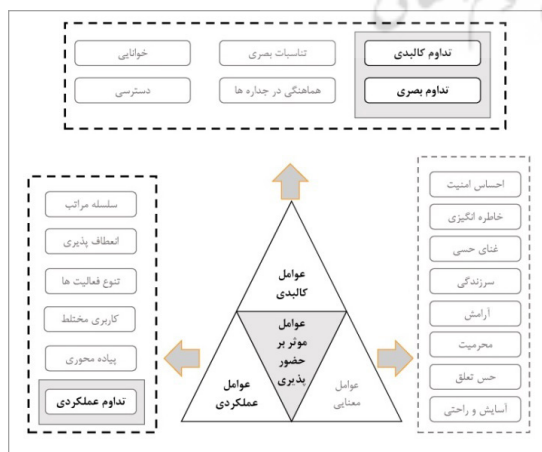 تداوم کالبدی
تناسبات بصری
خوانایی
تداوم بصری
هماهنگی در جداره ها
دسترسی
احساس امنیت
خاطره انگیزی
غنای حسی
سرزندگی
آرامش
محرمیت
حس تعلق
آسایش و راحتی
عوامل
کالبدی
عوامل
موثر بر
حضور
پذیری
عوامل
معنایی
عوامل
عملکردی
سلسله مراتب
انعطاف پذیری
تنوع فعالیت ها
کاربری مختلط
پیاده محوری
تداوم عملکردی